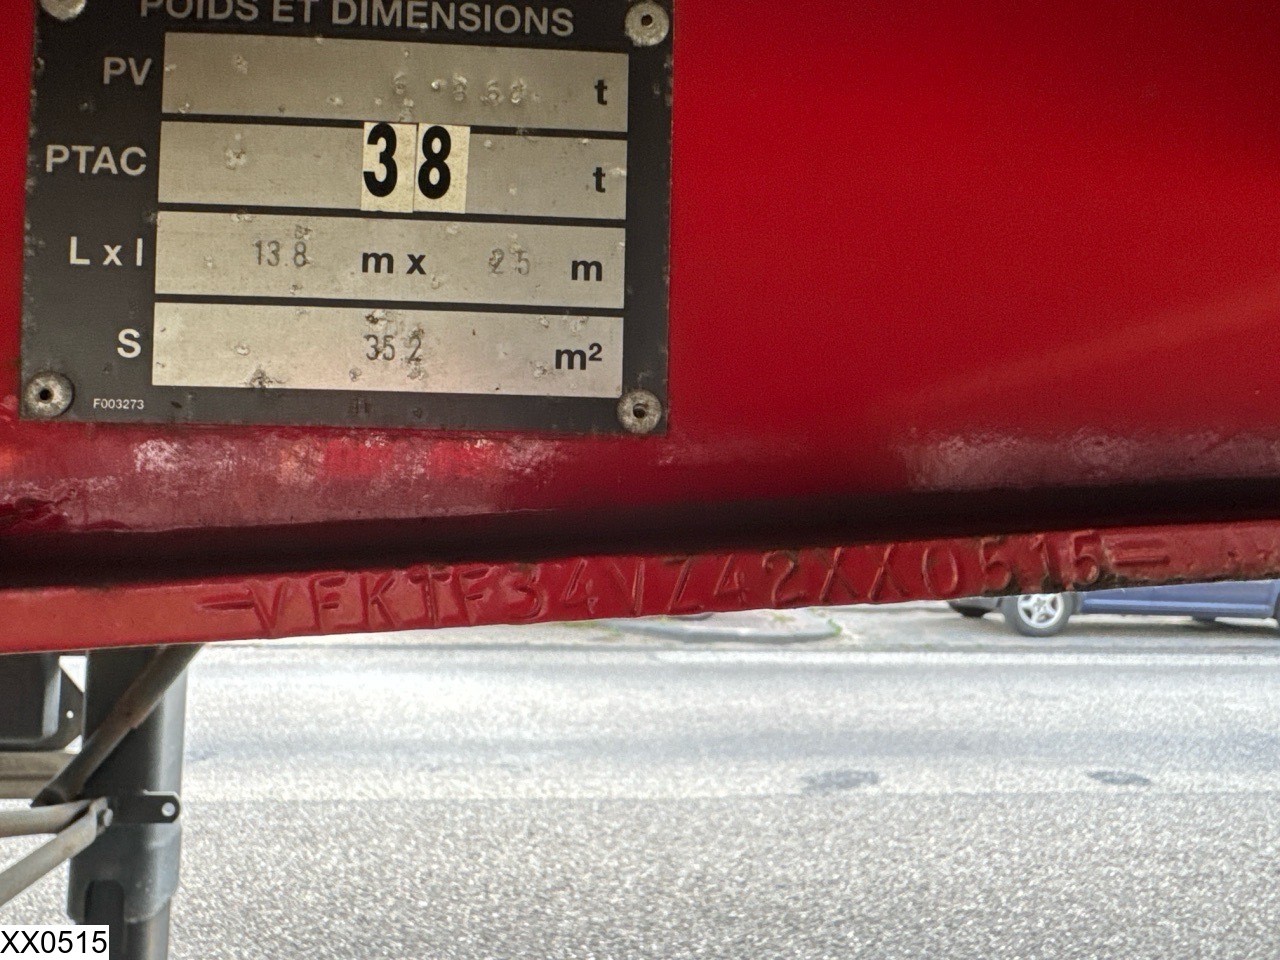 POIDS ET DIMENSIONS
PV t
PTAC 38 t
L x l 13.8 m x 2 5 m
S 35 2 m²
F003273
-VFKTF34VZ42XX0515=
XX0515